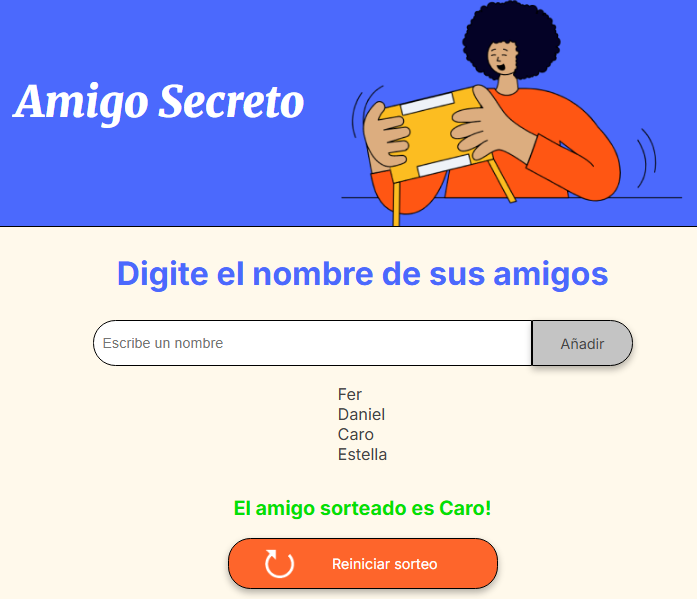 Amigo Secreto
Digite el nombre de sus amigos
Escribe un nombre
Añadir
Fer
Daniel
Caro
Estella
El amigo sorteado es Caro!
Reiniciar sorteo